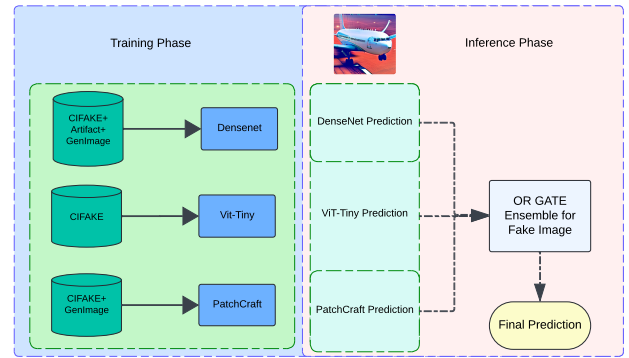 Training Phase
Inference Phase
CIFAKE+
Artifact+
GenImage
Densenet
DenseNet Prediction
CIFAKE
Vit-Tiny
ViT-Tiny Prediction
OR GATE
Ensemble for
Fake Image
CIFAKE+
GenImage
PatchCraft
PatchCraft Prediction
Final Prediction